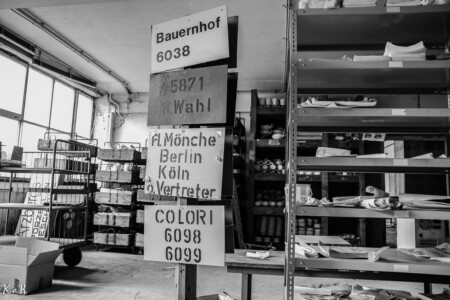 Bauernhof
6038
5871
Wahl
Fl. Mönche
Berlin
Köln
Vertreter
COLORI
6098
6099
K&R